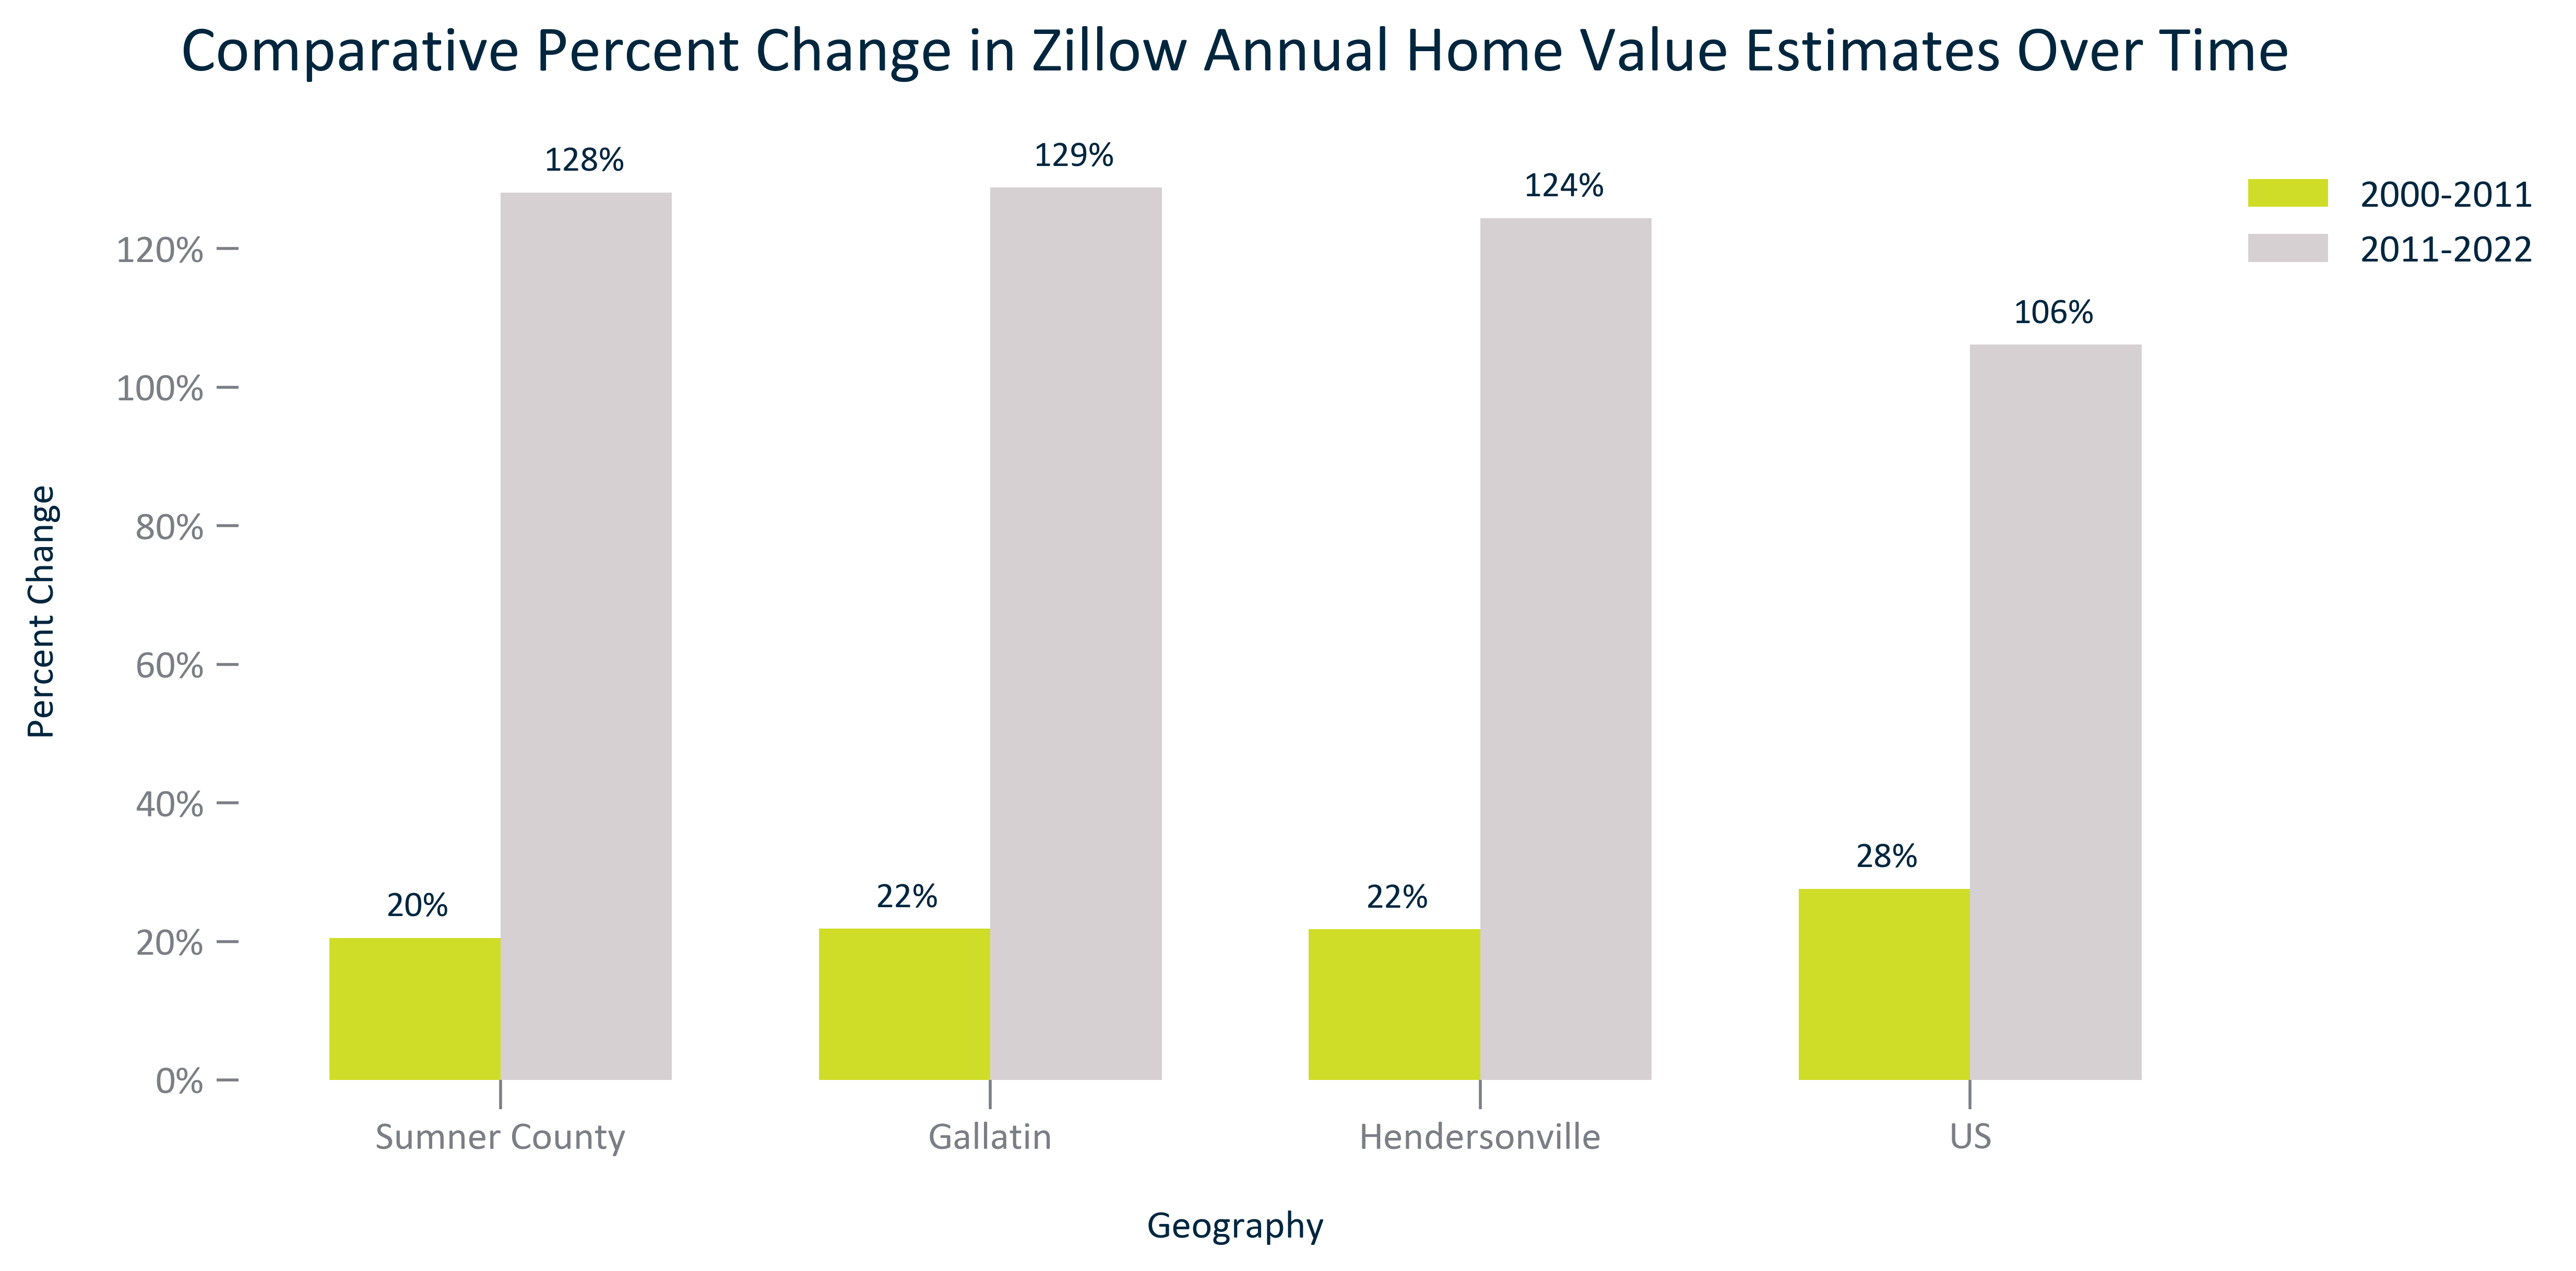 Comparative Percent Change in Zillow Annual Home Value Estimates Over Time
128%
129%
124%
106%
2000-2011
2011-2022
120%
100%
80%
60%
40%
20%
0%
Percent Change
20%
22%
22%
28%
Sumner County
Gallatin
Hendersonville
US
Geography